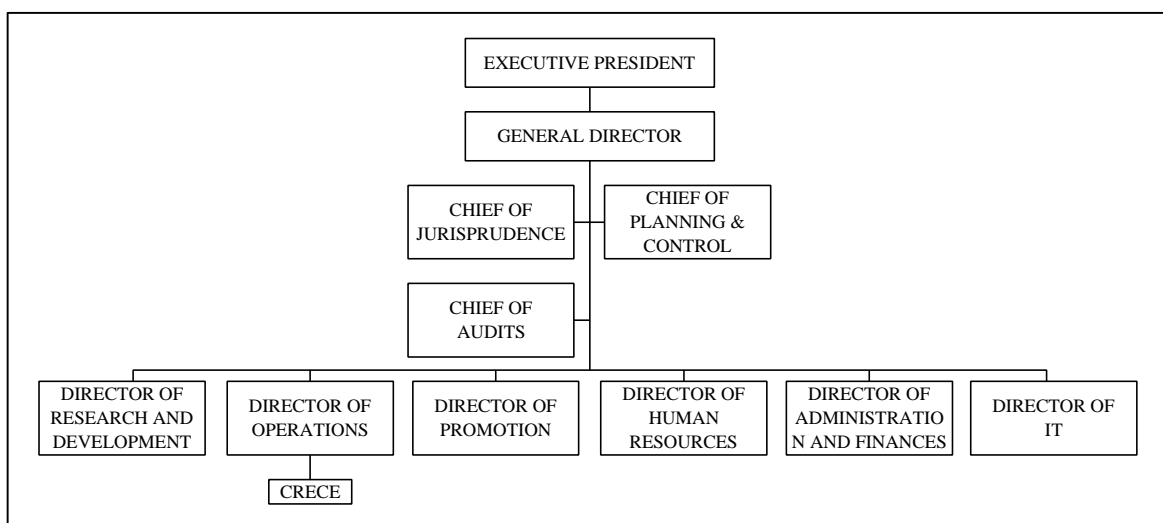 EXECUTIVE PRESIDENT
GENERAL DIRECTOR
CHIEF OF
JURISPRUDENCE
CHIEF OF
PLANNING &
CONTROL
CHIEF OF
AUDITS
DIRECTOR OF
RESEARCH AND
DEVELOPMENT
DIRECTOR OF
OPERATIONS
DIRECTOR OF
PROMOTION
DIRECTOR OF
HUMAN
RESOURCES
DIRECTOR OF
ADMINISTRATIO
N AND FINANCES
DIRECTOR OF
IT
CRECE